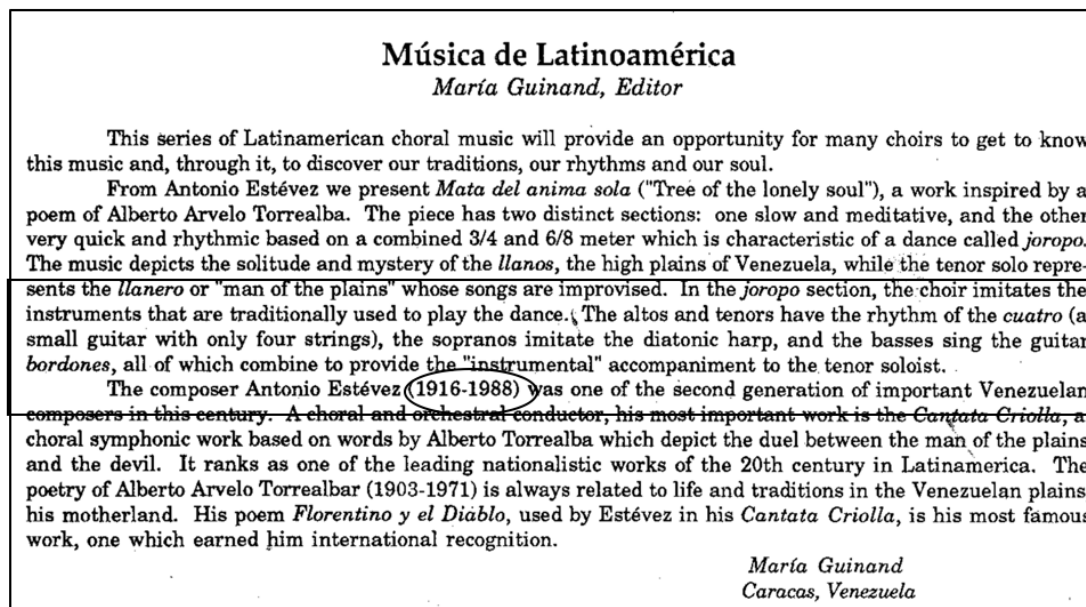 Música de Latinoamérica
María Guinand, Editor
This series of Latinamerican choral music will provide an opportunity for many choirs to get to know
this music and, through it, to discover our traditions, our rhythms and our soul.
From Antonio Estévez we present Mata del anima sola ("Tree of the lonely soul"), a work inspired by a
poem of Alberto Arvelo Torrealba. The piece has two distinct sections: one slow and meditative, and the other
very quick and rhythmic based on a combined 3/4 and 6/8 meter which is characteristic of a dance called joropo.
The music depicts the solitude and mystery of the llanos, the high plains of Venezuela, while the tenor solo repre-
sents the llanero or "man of the plains" whose songs are improvised. In the joropo section, the choir imitates the
instruments that are traditionally used to play the dance. The altos and tenors have the rhythm of the cuatro (a
small guitar with only four strings), the sopranos imitate the diatonic harp, and the basses sing the guitar
bordones, all of which combine to provide the "instrumental" accompaniment to the tenor soloist.
The composer Antonio Estévez (1916-1988) was one of the second generation of important Venezuelan
composers in this century. A choral and orchestral conductor, his most important work is the Cantata Criolla, a
choral symphonic work based on words by Alberto Torrealba which depict the duel between the man of the plains
and the devil. It ranks as one of the leading nationalistic works of the 20th century in Latinamerica. The
poetry of Alberto Arvelo Torrealbar (1903-1971) is always related to life and traditions in the Venezuelan plains
his motherland. His poem Florentino y el Diablo, used by Estévez in his Cantata Criolla, is his most famous
work, one which earned him international recognition.
María Guinand
Caracas, Venezuela